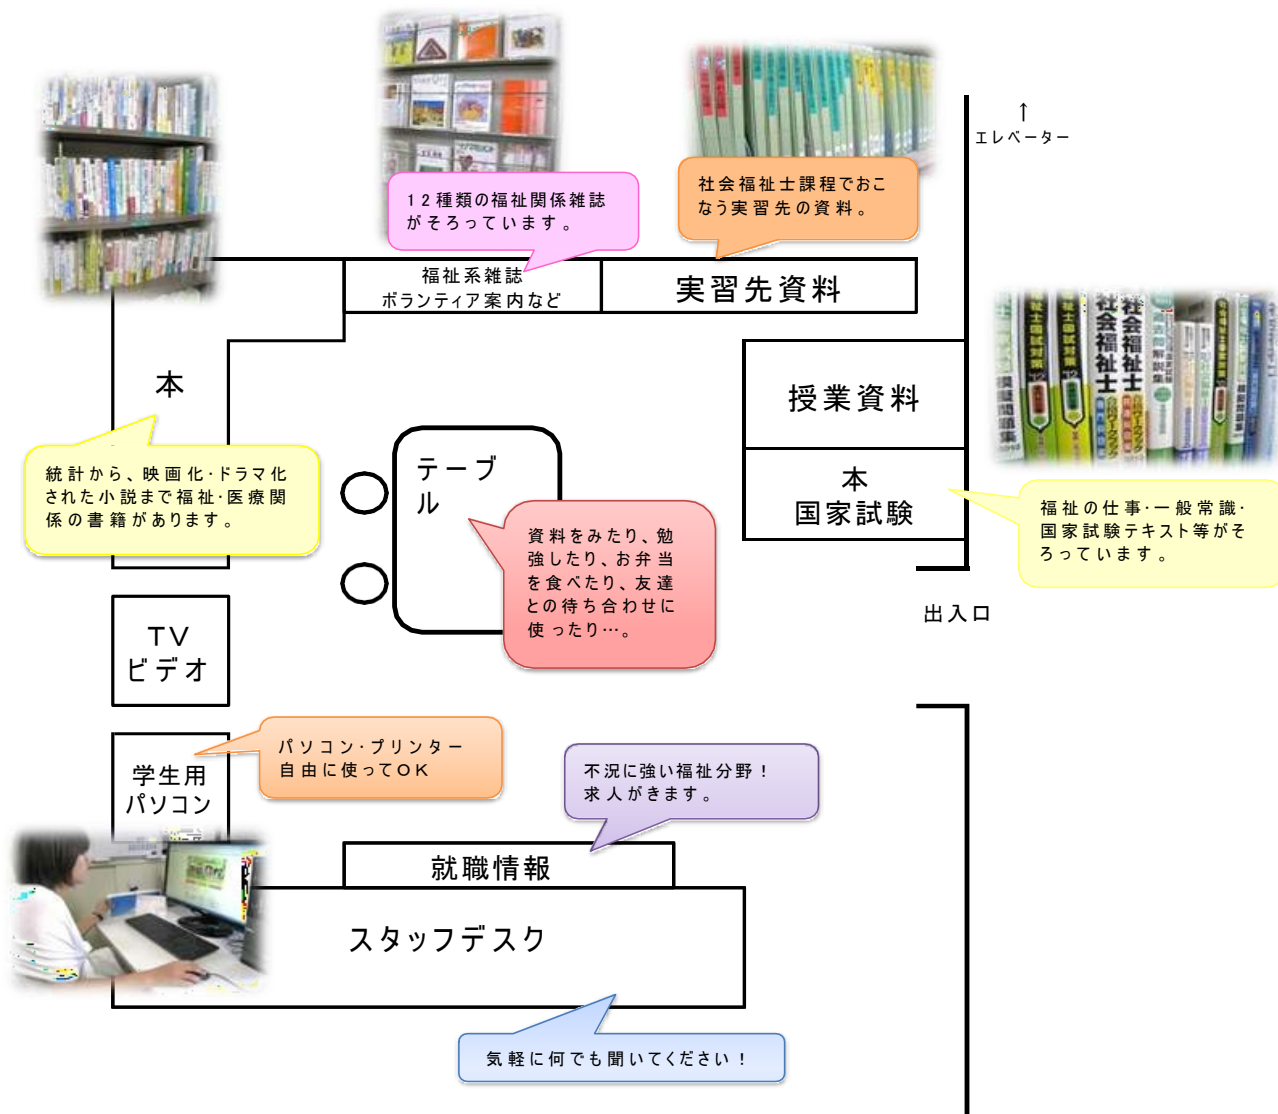 ↑
エレベーター
12種類の福祉関係雑誌
がそろっています。
社会福祉士課程でおこ
なう実習先の資料。
福祉系雑誌
ボランティア案内など
実習先資料
本
統計から、映画化・ドラマ化
された小説まで福祉・医療関
係の書籍があります。
テーブ
ル
資料をみたり、勉
強したり、お弁当
を食べたり、友達
との待ち合わせに
使ったり…。
授業資料
本
国家試験
社会福祉士
社会福祉士
福祉の仕事・一般常識・
国家試験テキスト等がそ
ろっています。
出入口
TV
ビデオ
学生用
パソコン
パソコン・プリンター
自由に使ってOK
不況に強い福祉分野！
求人がきます。
就職情報
スタッフデスク
気軽に何でも聞いてください！